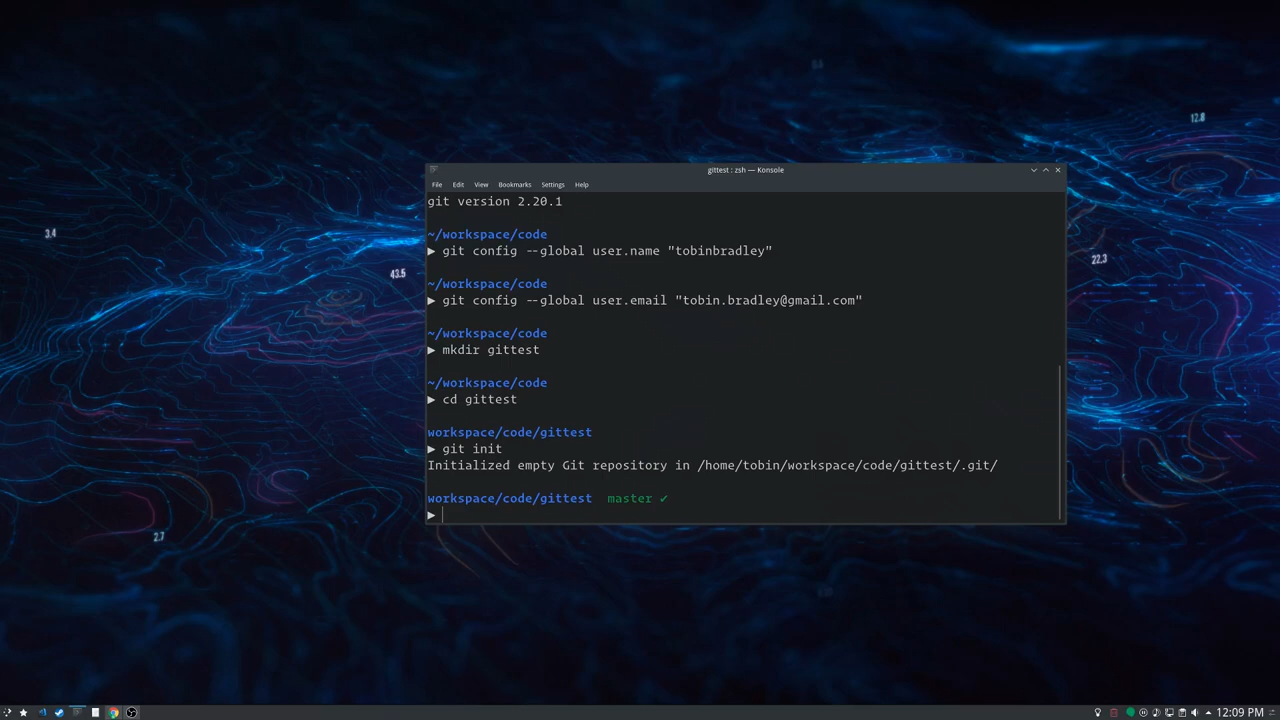 12.8
3.4
43.5
22.3
2.7
gittest : zsh — Konsole
File Edit View Bookmarks Settings Help
git version 2.20.1
~/workspace/code
▶ git config --global user.name "tobinbradley"
~/workspace/code
▶ git config --global user.email "tobin.bradley@gmail.com"
~/workspace/code
▶ mkdir gittest
~/workspace/code
▶ cd gittest
workspace/code/gittest
▶ git init
Initialized empty Git repository in /home/tobin/workspace/code/gittest/.git/
workspace/code/gittest master ✔
▶
12:09 PM